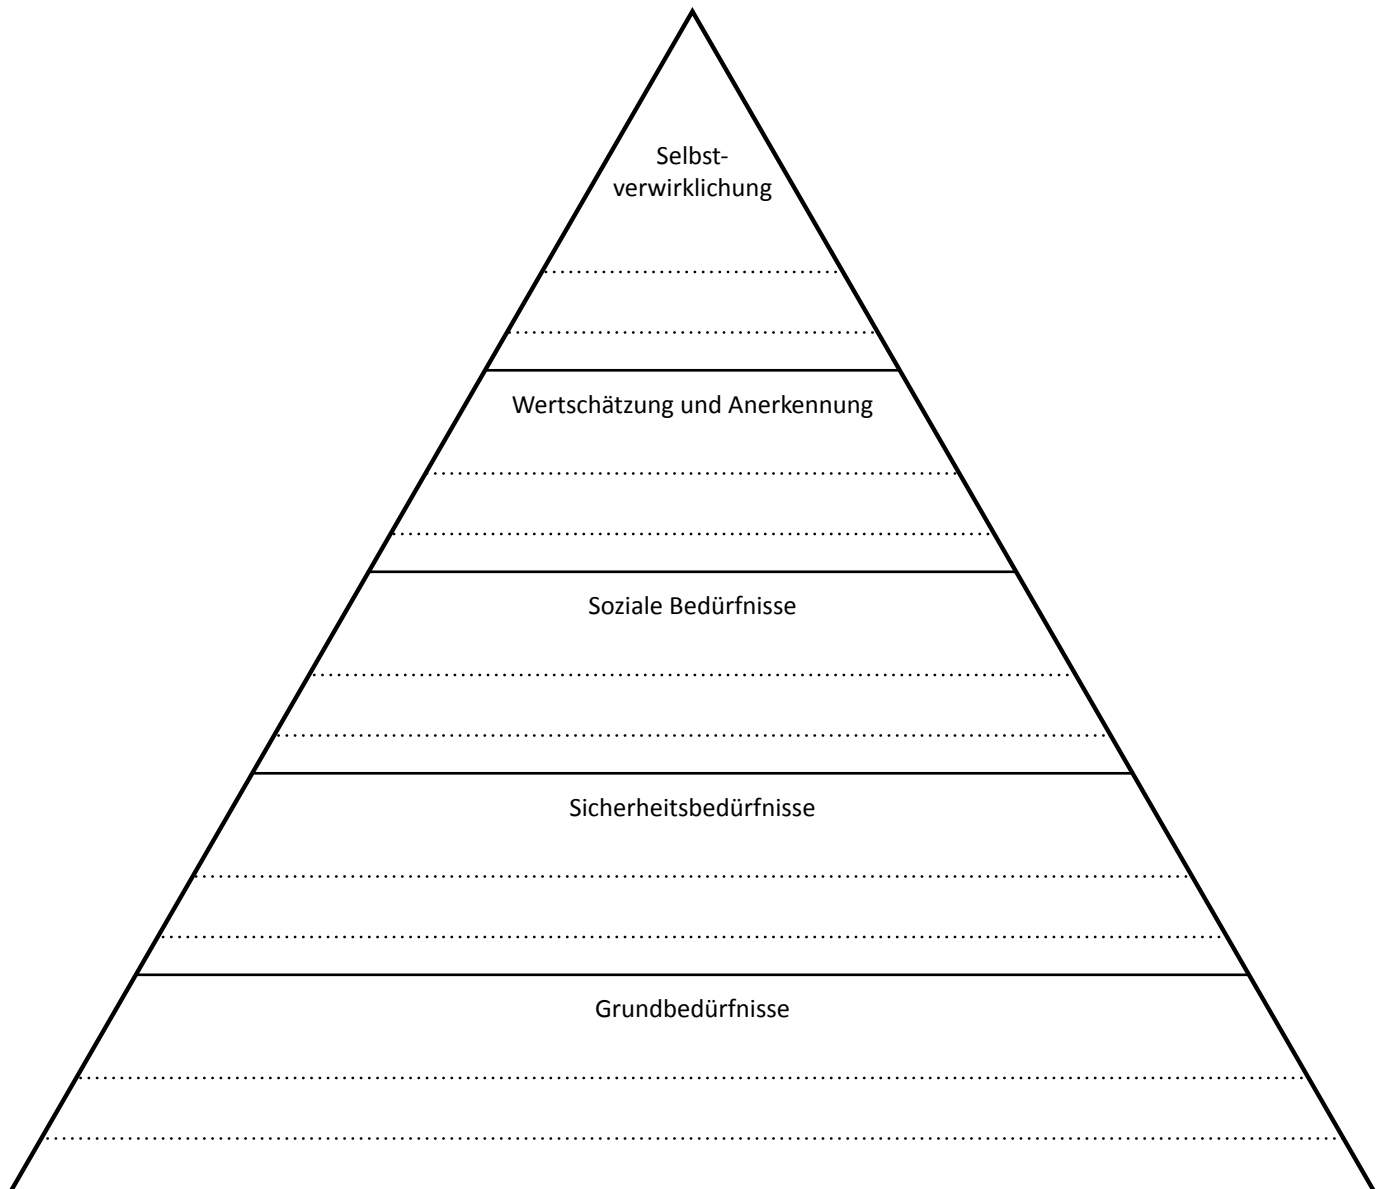 Selbst-
verwirklichung
Wertschätzung und Anerkennung
Soziale Bedürfnisse
Sicherheitsbedürfnisse
Grundbedürfnisse